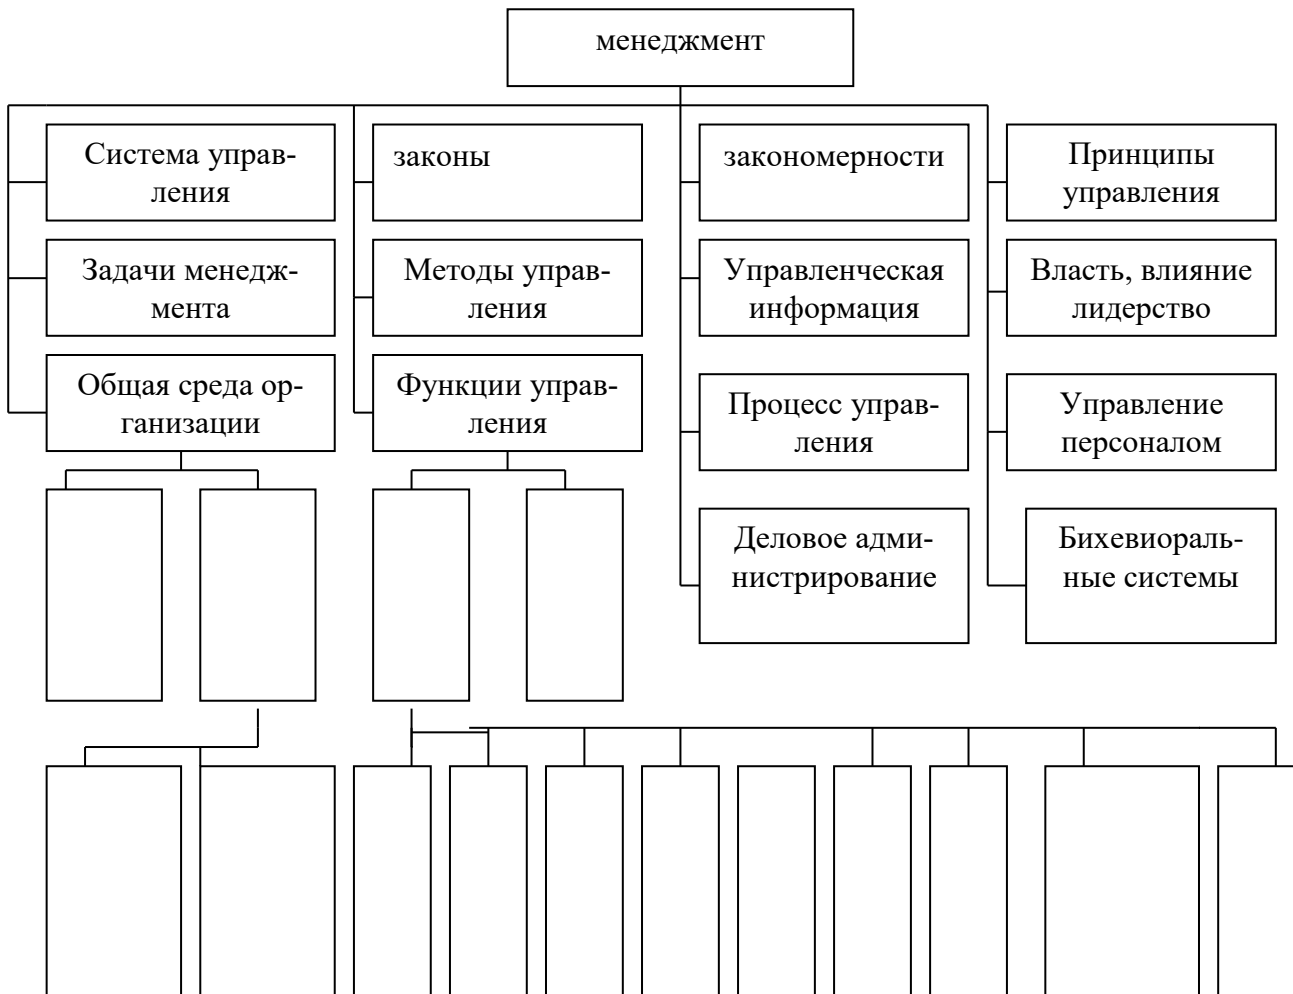 менеджмент
Система управ-
ления
законы
закономерности
Принципы
управления
Задачи менедж-
мента
Методы управ-
ления
Управленческая
информация
Власть, влияние
лидерство
Общая среда ор-
ганизации
Функции управ-
ления
Процесс управ-
ления
Управление
персоналом
Деловое адми-
нистрирование
Бихевиораль-
ные системы